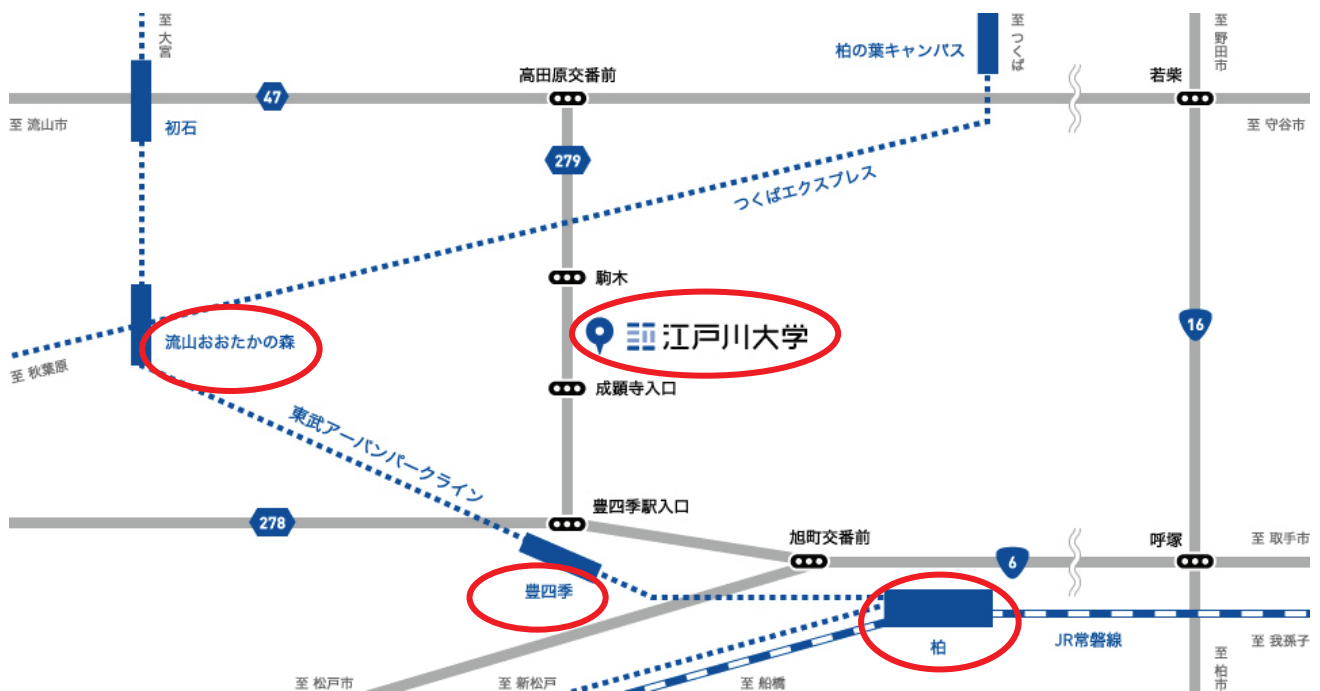 至大宮
至つくば
至野田市
柏の葉キャンパス
高田原交番前
若柴
47
至 流山市
初石
至 守谷市
279
つくばエクスプレス
駒木
江戸川大学
16
流山おおたかの森
至 秋葉原
成顕寺入口
東武アーバンパークライン
豊四季駅入口
278
旭町交番前
6
呼塚
至 取手市
豊四季
柏
JR常磐線
至 我孫子
至 松戸市
至 新松戸
至 船橋
至柏市